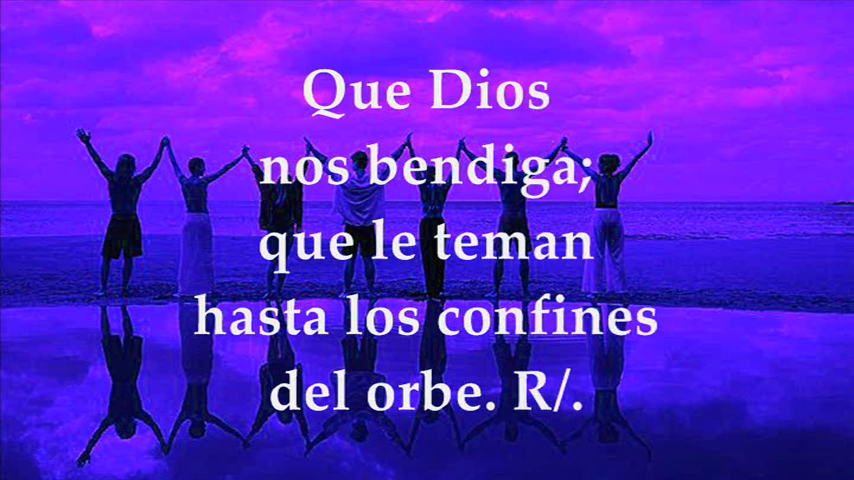 Que Dios
nos bendiga;
que le teman
hasta los confines
del orbe. R/.